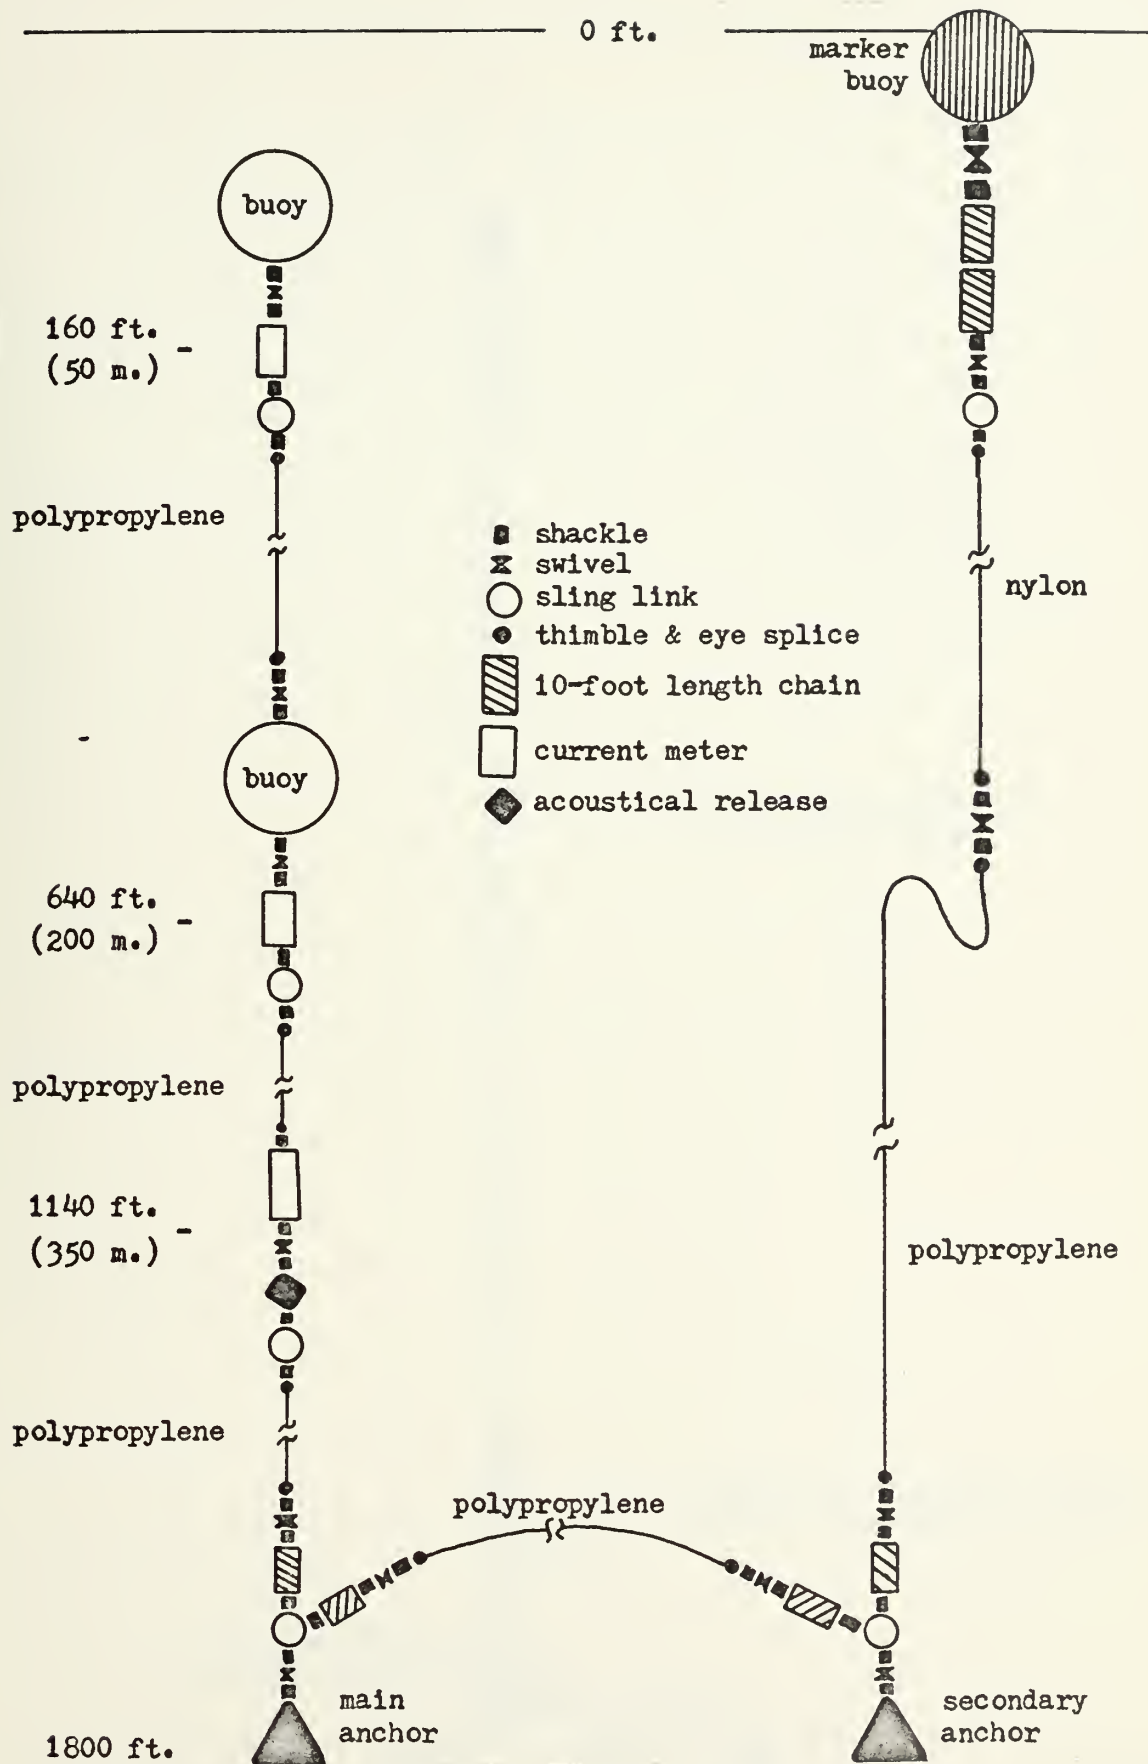 0 ft.
marker
buoy
buoy
160 ft.
(50 m.)
polypropylene
shackle
swivel
sling link
thimble & eye splice
10-foot length chain
current meter
acoustical release
nylon
buoy
640 ft.
(200 m.)
polypropylene
1140 ft.
(350 m.)
polypropylene
polypropylene
polypropylene
main
anchor
secondary
anchor
1800 ft.